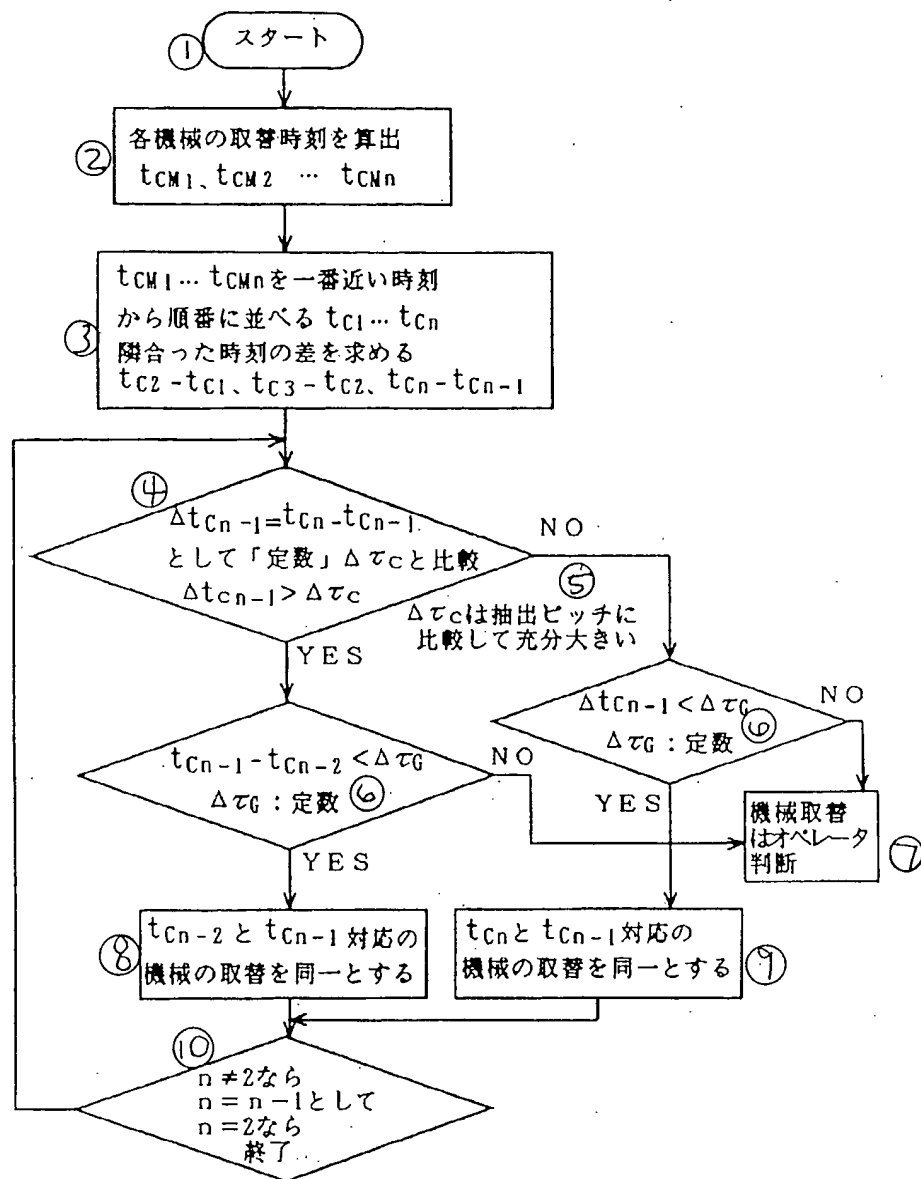 ① スタート
② 各機械の取替時刻を算出
tCM1、tCM2 … tCMn
tCM1…tCMnを一番近い時刻
から順番に並べる tC1…tCn
③ 隣合った時刻の差を求める
tC2-tC1、tC3-tC2、tCn-tCn-1
④
ΔtCn-1=tCn-tCn-1
として「定数」Δτcと比較
Δtcn-1>Δτc
NO
⑤
Δτcは抽出ピッチに
比較して充分大きい
YES
ΔtCn-1<ΔτG
ΔτG:定数 ⑥
NO
YES
tCn-1-tCn-2<ΔτG
ΔτG:定数 ⑥
NO
YES
機械取替
はオペレータ
判断
⑦
⑧ tCn-2とtCn-1対応の
機械の取替を同一とする
tCnとtCn-1対応の
機械の取替を同一とする ⑨
⑩
n≠2なら
n=n-1として
n=2なら
終了